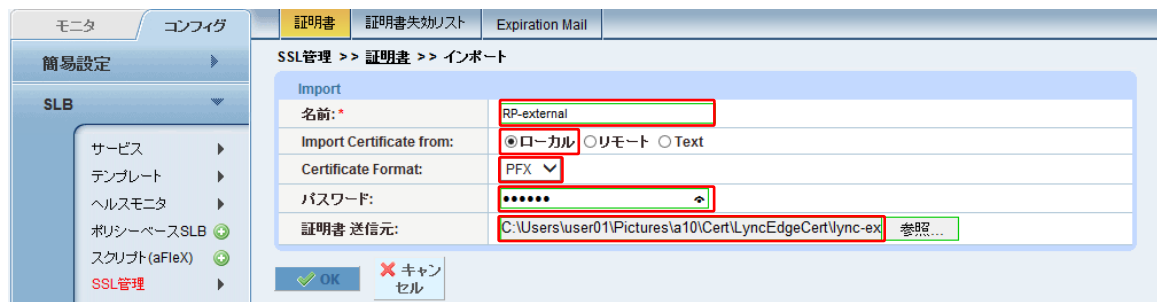 モニタ コンフィグ
証明書 証明書失効リスト Expiration Mail
簡易設定
SLB
サービス
テンプレート
ヘルスモニタ
ポリシーベースSLB
スクリプト(aFleX)
SSL管理
SSL管理 >> 証明書 >> インポート
Import
名前:* RP-external
Import Certificate from: ローカル リモート Text
Certificate Format: PFX
パスワード: ••••••
証明書 送信元: C:\Users\user01\Pictures\a10\Cert\LyncEdgeCert\lync-ex 参照...
OK キャン
セル